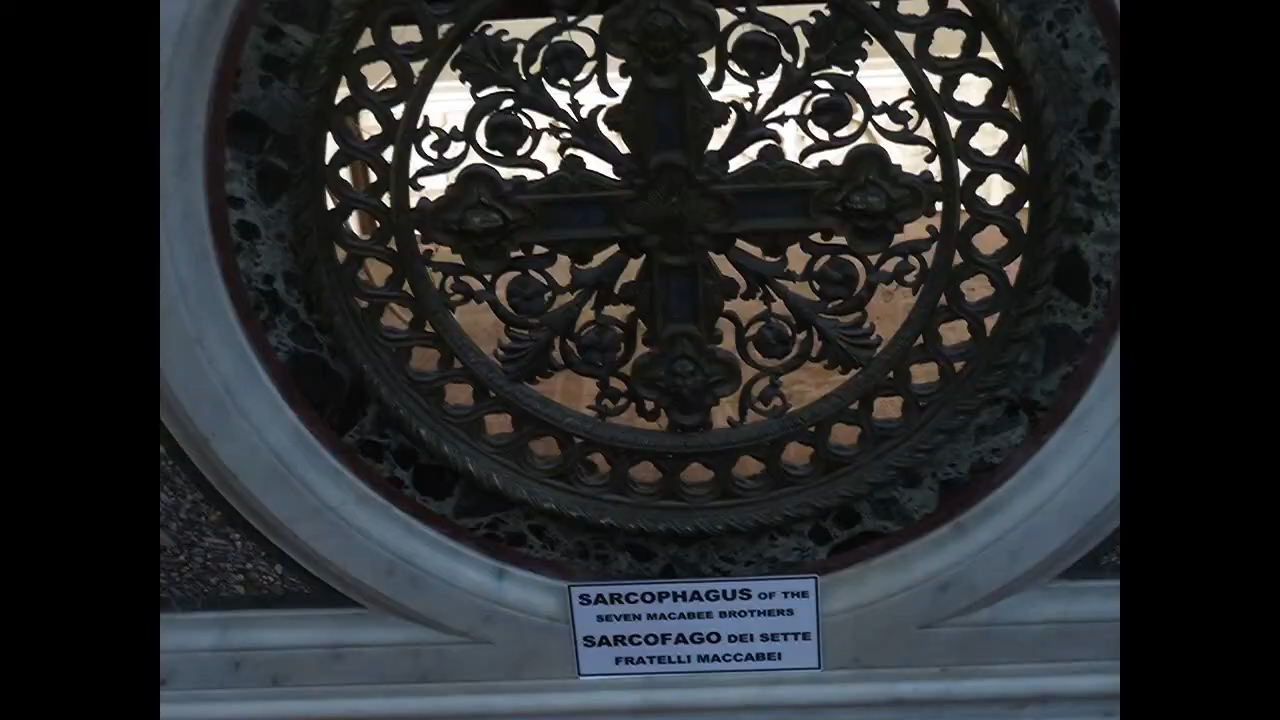 SARCOPHAGUS OF THE
SEVEN MACABEE BROTHERS
SARCOFAGO DEI SETTE
FRATELLI MACCABEI